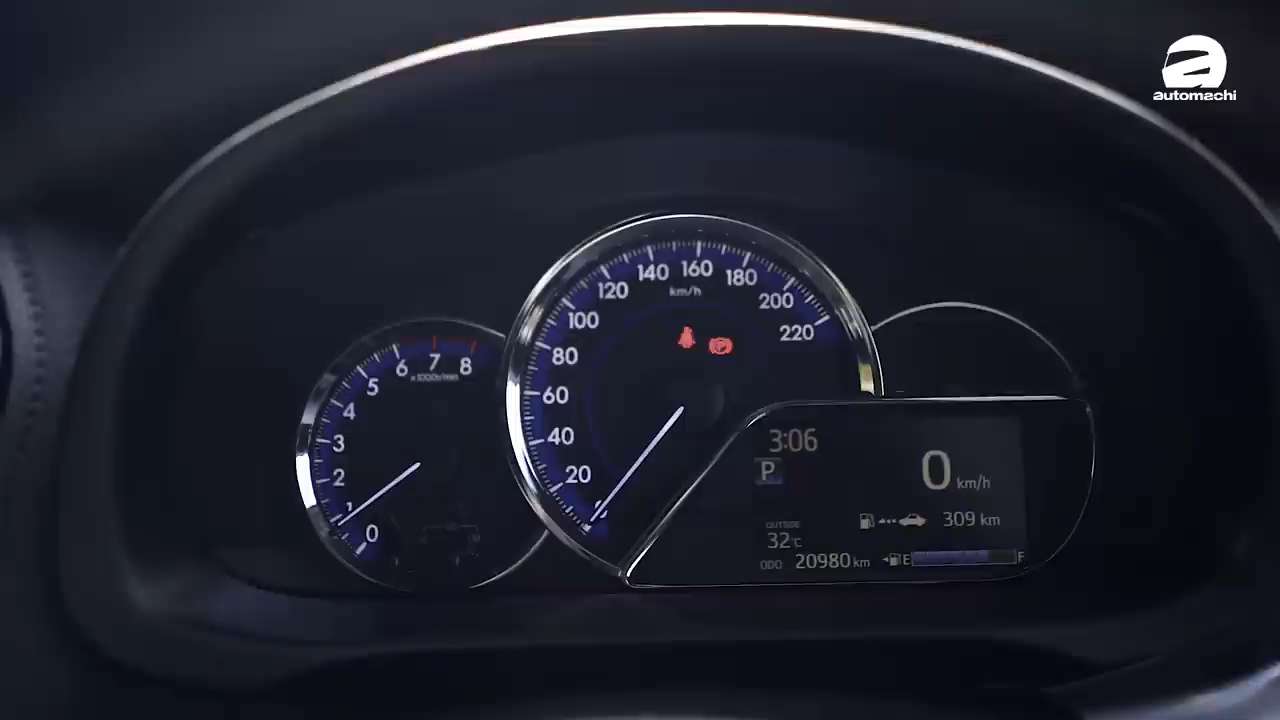 automachi
0
1
2
3
4
5
6
7
8
x1000r/min
20
40
60
80
100
120
140
160
180
200
220
km/h
P
3:06
P
0 km/h
309 km
OUTSIDE
32°C
ODO 20980 km
E F